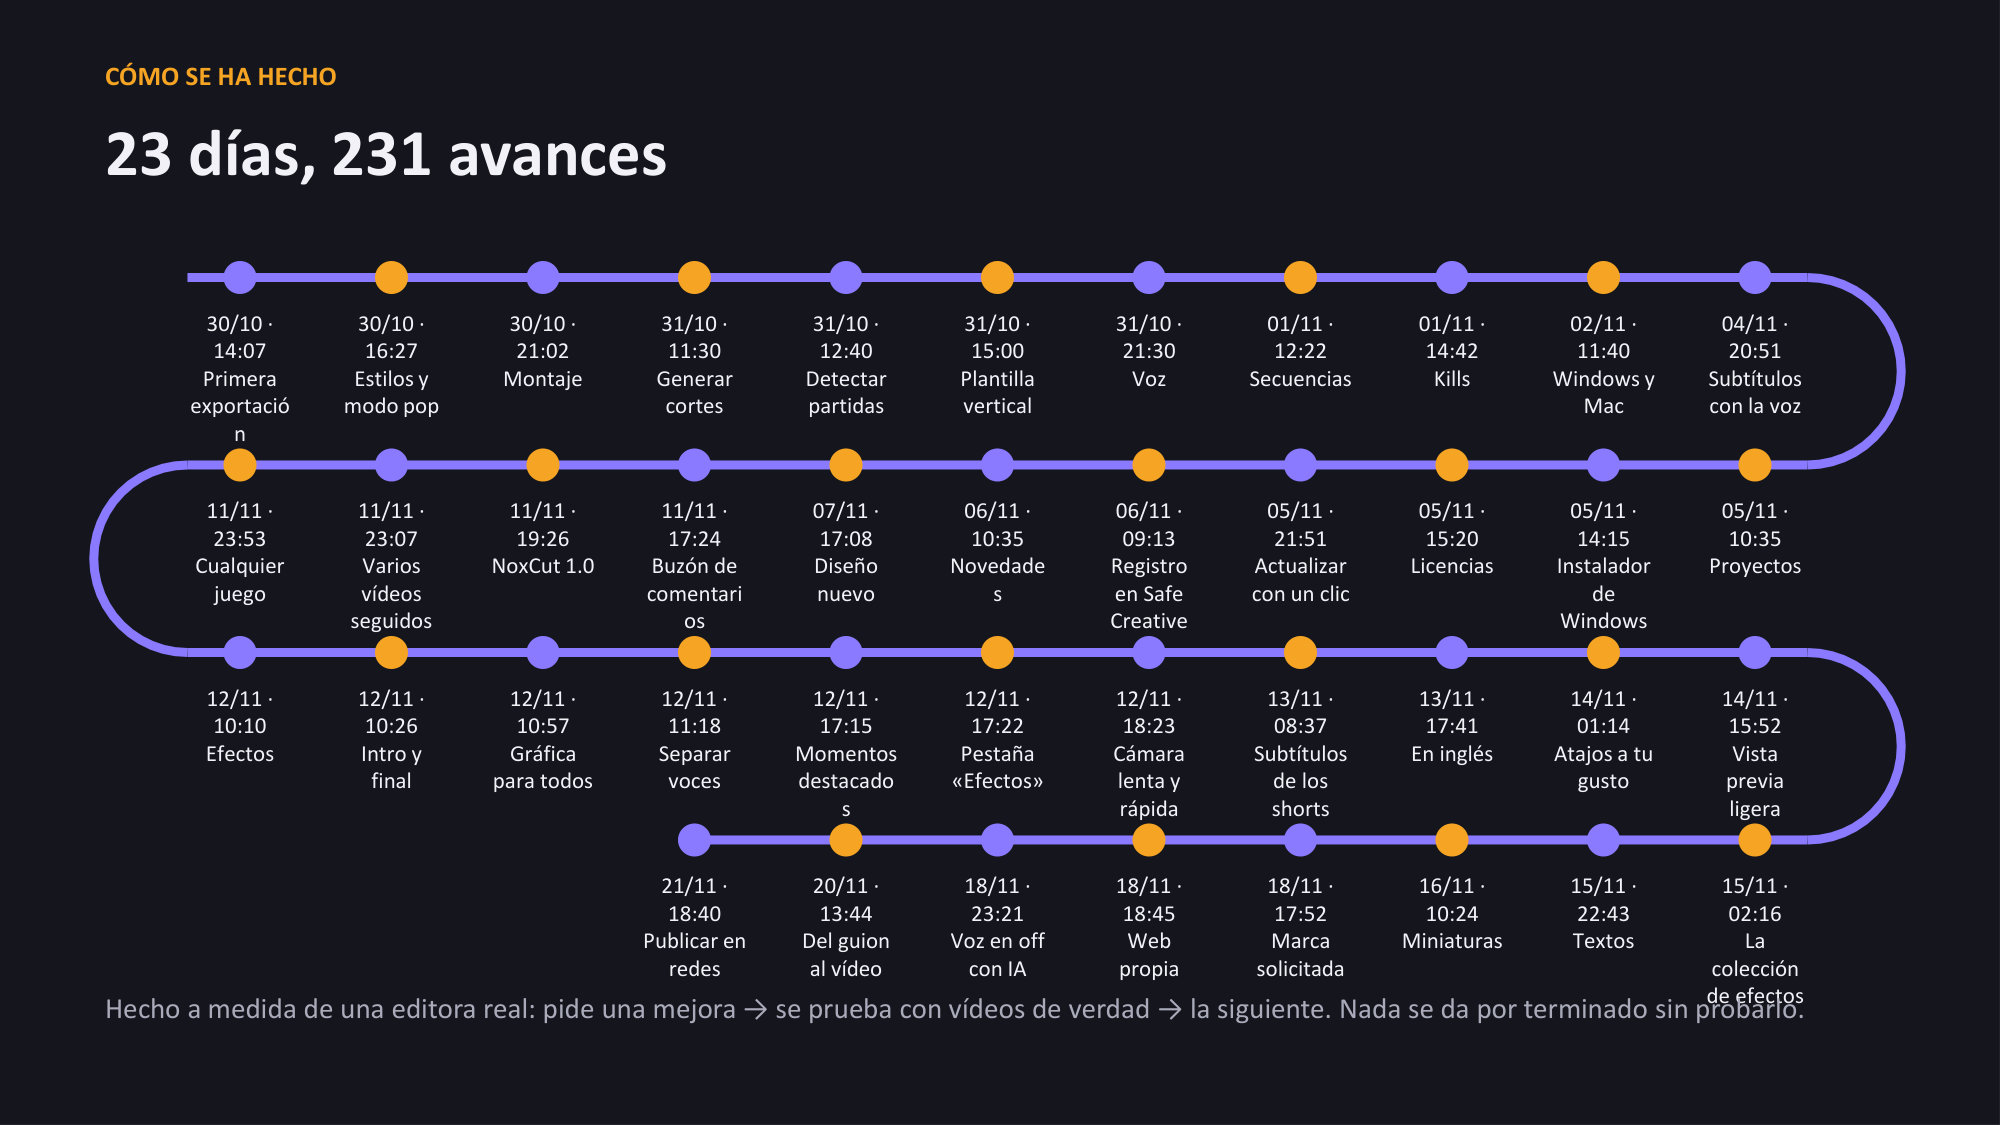 CÓMO SE HA HECHO
23 días, 231 avances
30/10 ·
14:07
Primera
exportació
n
30/10 ·
16:27
Estilos y
modo pop
30/10 ·
21:02
Montaje
31/10 ·
11:30
Generar
cortes
31/10 ·
12:40
Detectar
partidas
31/10 ·
15:00
Plantilla
vertical
31/10 ·
21:30
Voz
01/11 ·
12:22
Secuencias
01/11 ·
14:42
Kills
02/11 ·
11:40
Windows y
Mac
04/11 ·
20:51
Subtítulos
con la voz
11/11 ·
23:53
Cualquier
juego
11/11 ·
23:07
Varios
vídeos
seguidos
11/11 ·
19:26
NoxCut 1.0
11/11 ·
17:24
Buzón de
comentari
os
07/11 ·
17:08
Diseño
nuevo
06/11 ·
10:35
Novedade
s
06/11 ·
09:13
Registro
en Safe
Creative
05/11 ·
21:51
Actualizar
con un clic
05/11 ·
15:20
Licencias
05/11 ·
14:15
Instalador
de
Windows
05/11 ·
10:35
Proyectos
12/11 ·
10:10
Efectos
12/11 ·
10:26
Intro y
final
12/11 ·
10:57
Gráfica
para todos
12/11 ·
11:18
Separar
voces
12/11 ·
17:15
Momentos
destacado
s
12/11 ·
17:22
Pestaña
«Efectos»
12/11 ·
18:23
Cámara
lenta y
rápida
13/11 ·
08:37
Subtítulos
de los
shorts
13/11 ·
17:41
En inglés
14/11 ·
01:14
Atajos a tu
gusto
14/11 ·
15:52
Vista
previa
ligera
21/11 ·
18:40
Publicar en
redes
20/11 ·
13:44
Del guion
al vídeo
18/11 ·
23:21
Voz en off
con IA
18/11 ·
18:45
Web
propia
18/11 ·
17:52
Marca
solicitada
16/11 ·
10:24
Miniaturas
15/11 ·
22:43
Textos
15/11 ·
02:16
La
colección
de efectos
Hecho a medida de una editora real: pide una mejora → se prueba con vídeos de verdad → la siguiente. Nada se da por terminado sin probarlo.